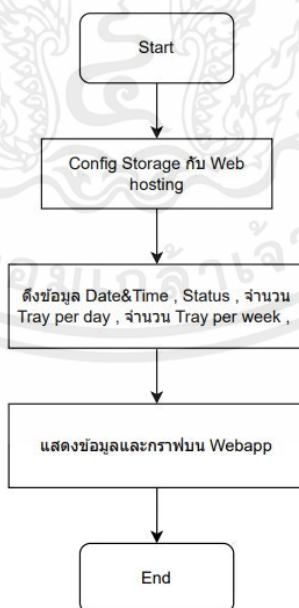 Start
Config Storage กับ Web
hosting
ดึงข้อมูล Date&Time , Status , จำนวน
Tray per day , จำนวน Tray per week ,
แสดงข้อมูลและกราฟบน Webapp
End